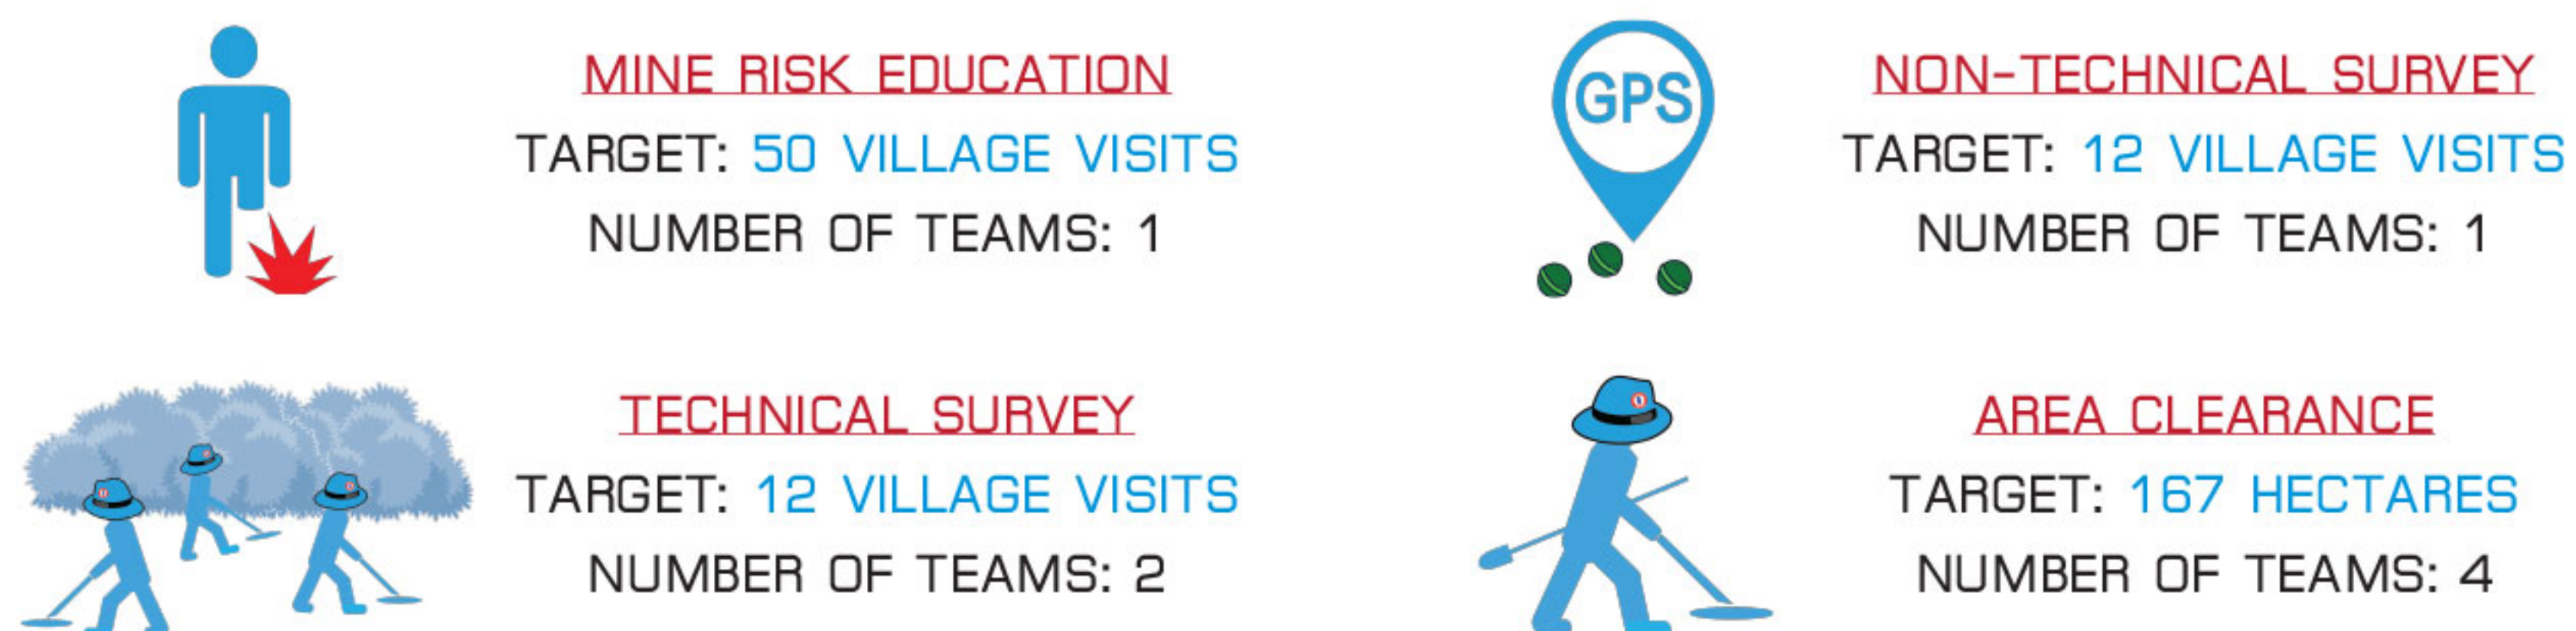 MINE RISK EDUCATION
TARGET: 50 VILLAGE VISITS
NUMBER OF TEAMS: 1
GPS
NON-TECHNICAL SURVEY
TARGET: 12 VILLAGE VISITS
NUMBER OF TEAMS: 1
TECHNICAL SURVEY
TARGET: 12 VILLAGE VISITS
NUMBER OF TEAMS: 2
AREA CLEARANCE
TARGET: 167 HECTARES
NUMBER OF TEAMS: 4